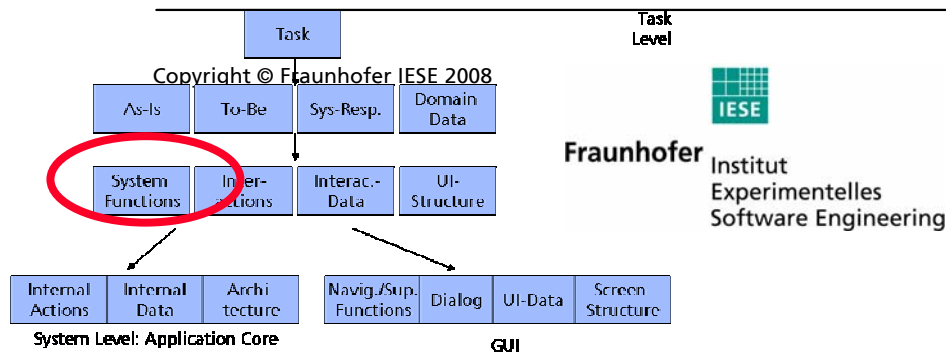 Task
Level
Task
Copyright © Fraunhofer IESE 2008
As-Is
To-Be
Sys-Resp.
Domain
Data
IESE
Fraunhofer
Institut
Experimentelles
Software Engineering
System
Functions
Inter-
actions
Interac.-
Data
UI-
Structure
Internal
Actions
Internal
Data
Archi
tecture
Navig./Sup.
Functions
Dialog
UI-Data
Screen
Structure
System Level: Application Core
GUI